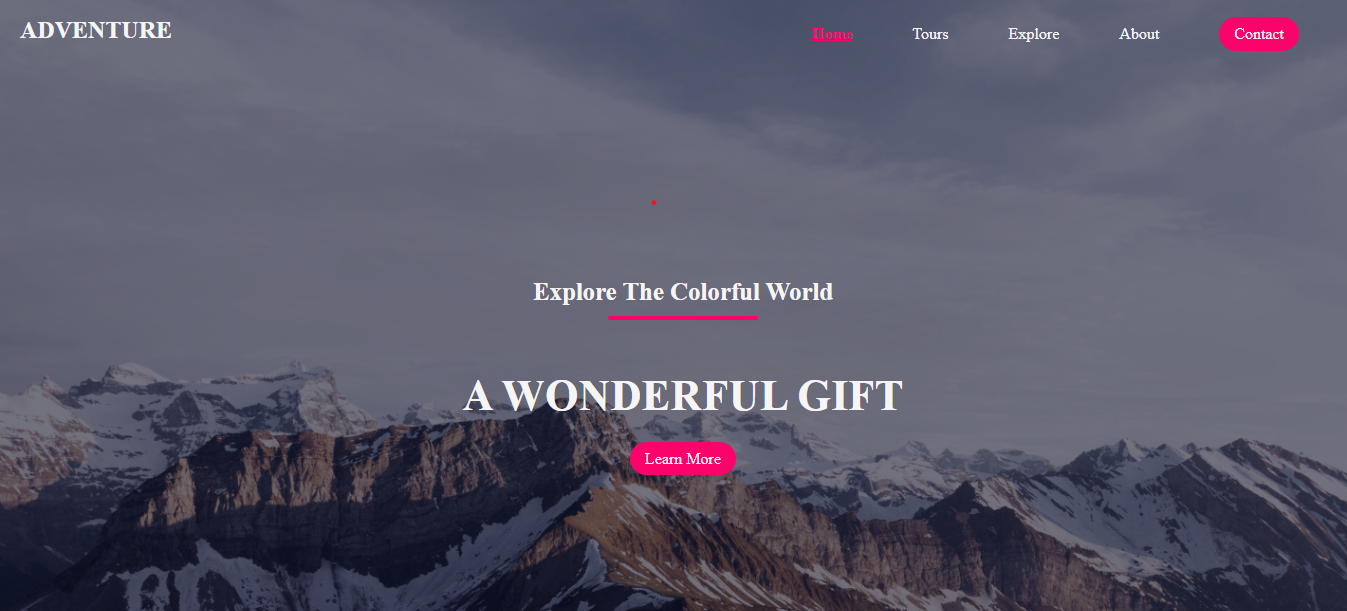 ADVENTURE
Home Tours Explore About Contact
Explore The Colorful World
A WONDERFUL GIFT
Learn More